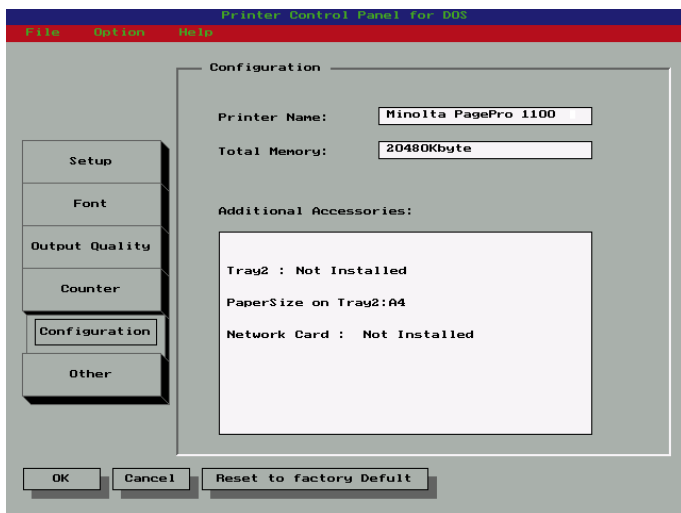 Printer Control Panel for DOS
File Option Help
Configuration
Printer Name: Minolta PagePro 1100
Total Memory: 20480Kbyte
Additional Accessories:
Tray2 : Not Installed
PaperSize on Tray2:A4
Network Card : Not Installed
Setup
Font
Output Quality
Counter
Configuration
Other
OK Cancel Reset to factory Defult